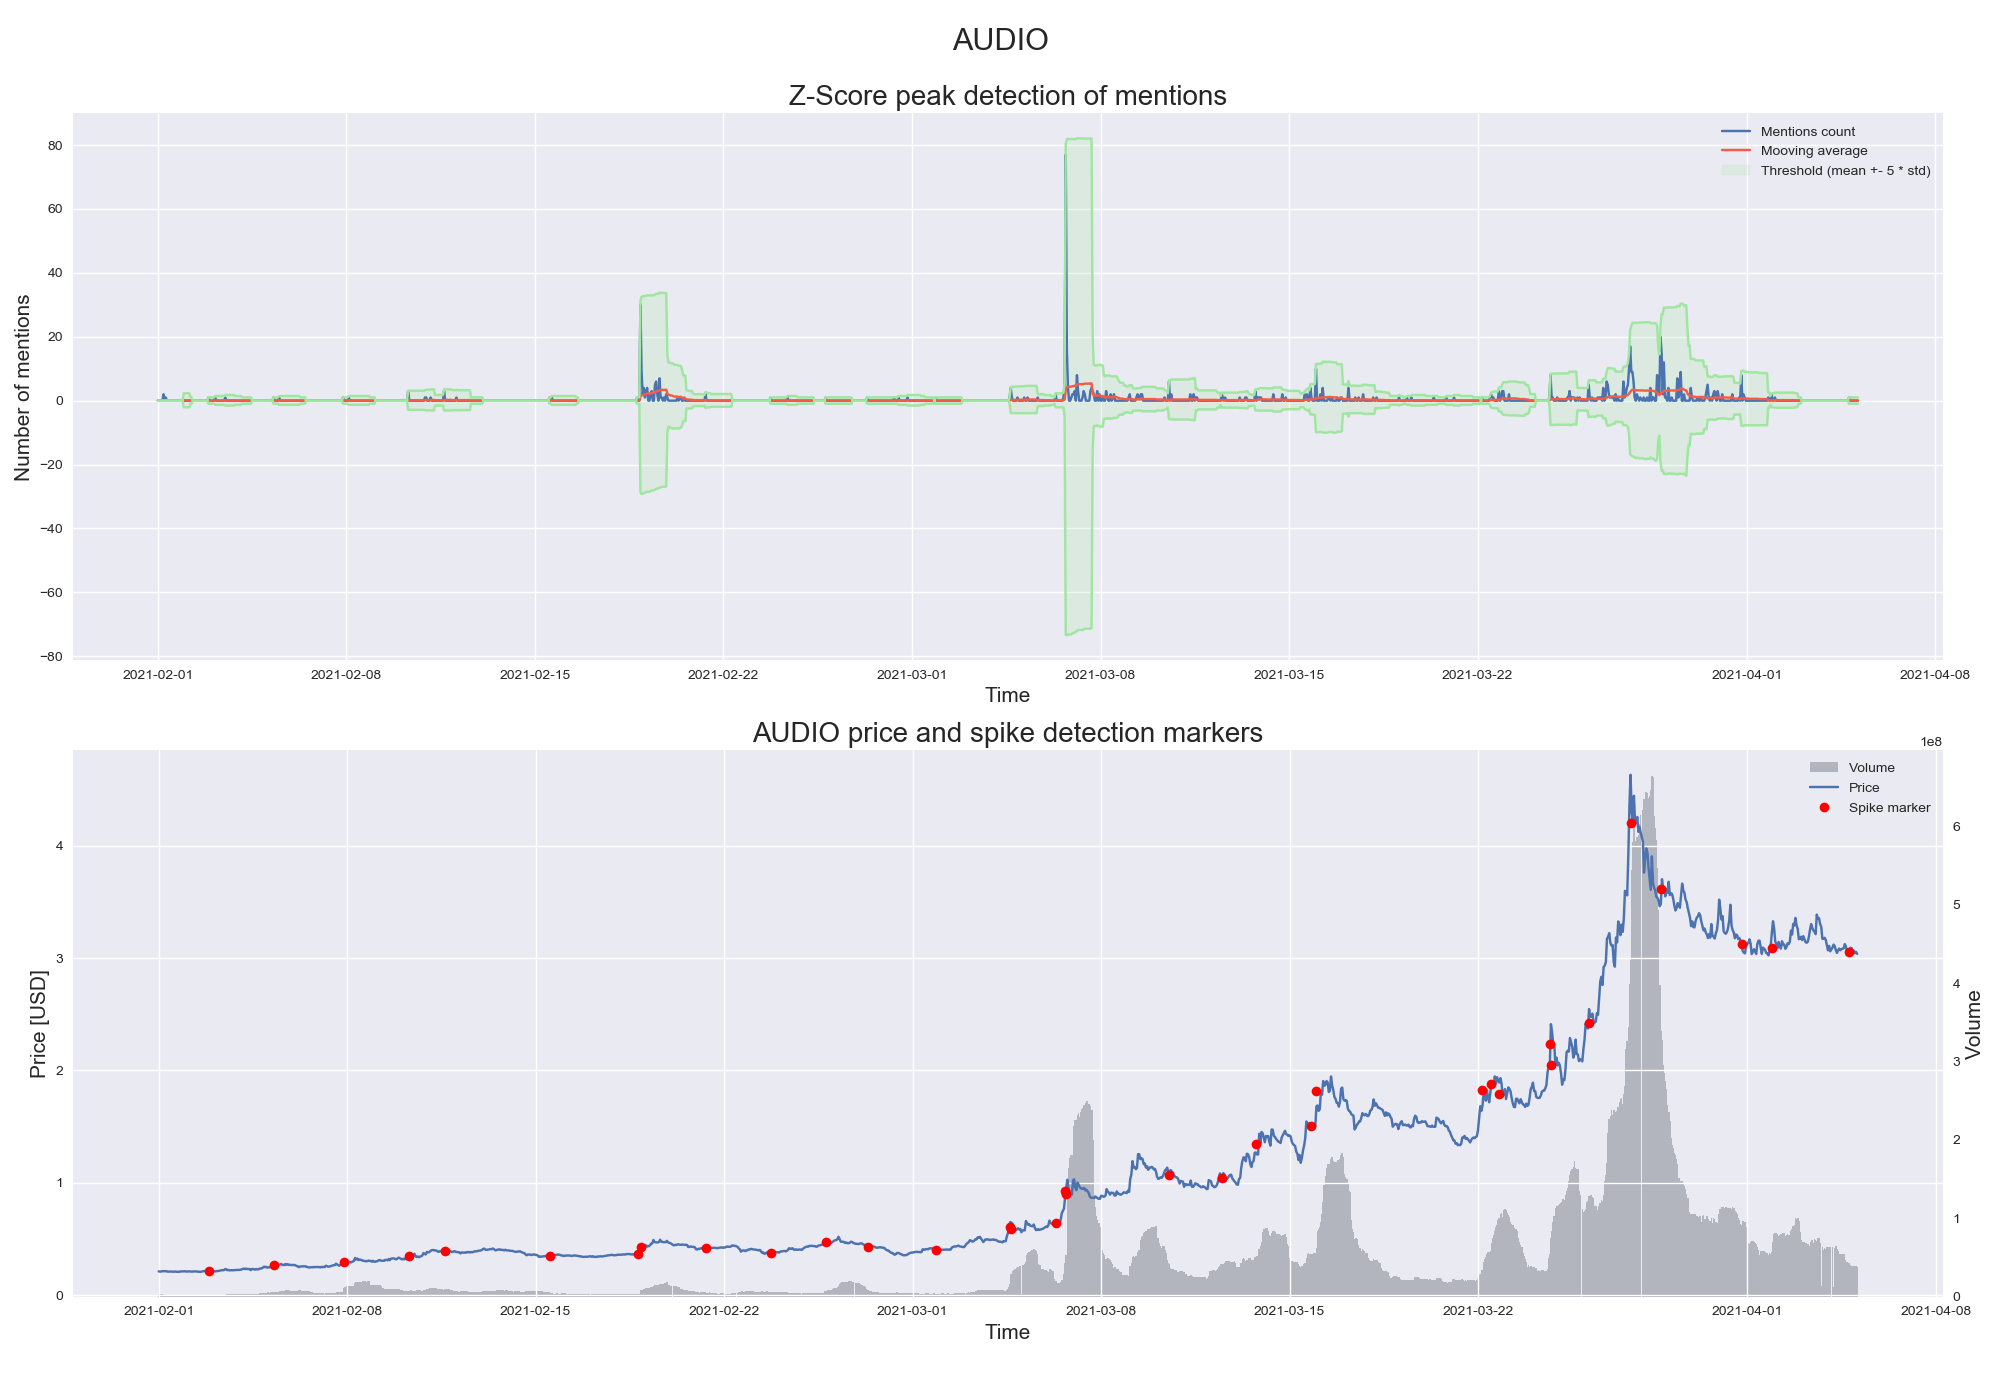 AUDIO
Z-Score peak detection of mentions
Mentions count
Mooving average
Threshold (mean +- 5 * std)
Number of mentions
80
60
40
20
0
−20
−40
−60
−80
2021-02-01 2021-02-08 2021-02-15 2021-02-22 2021-03-01 2021-03-08 2021-03-15 2021-03-22 2021-04-01 2021-04-08
Time
AUDIO price and spike detection markers
1e8
Volume
Price
Spike marker
Price [USD]
4
3
2
1
0
6
5
4
3
2
1
0
Volume
2021-02-01 2021-02-08 2021-02-15 2021-02-22 2021-03-01 2021-03-08 2021-03-15 2021-03-22 2021-04-01 2021-04-08
Time